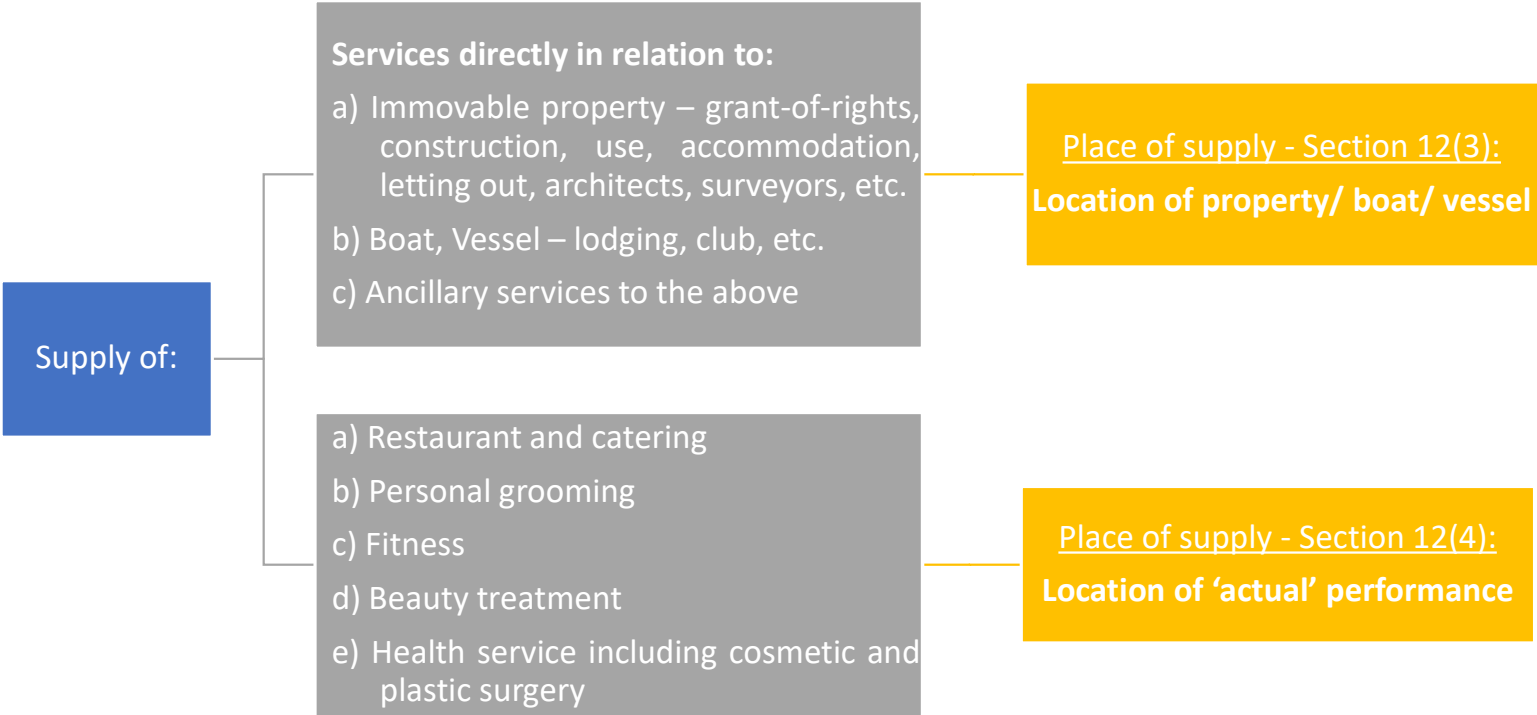 Supply of:
Services directly in relation to:
a) Immovable property – grant-of-rights,
construction, use, accommodation,
letting out, architects, surveyors, etc.
b) Boat, Vessel – lodging, club, etc.
c) Ancillary services to the above
Place of supply - Section 12(3):
Location of property/ boat/ vessel
a) Restaurant and catering
b) Personal grooming
c) Fitness
d) Beauty treatment
e) Health service including cosmetic and
plastic surgery
Place of supply - Section 12(4):
Location of ‘actual’ performance